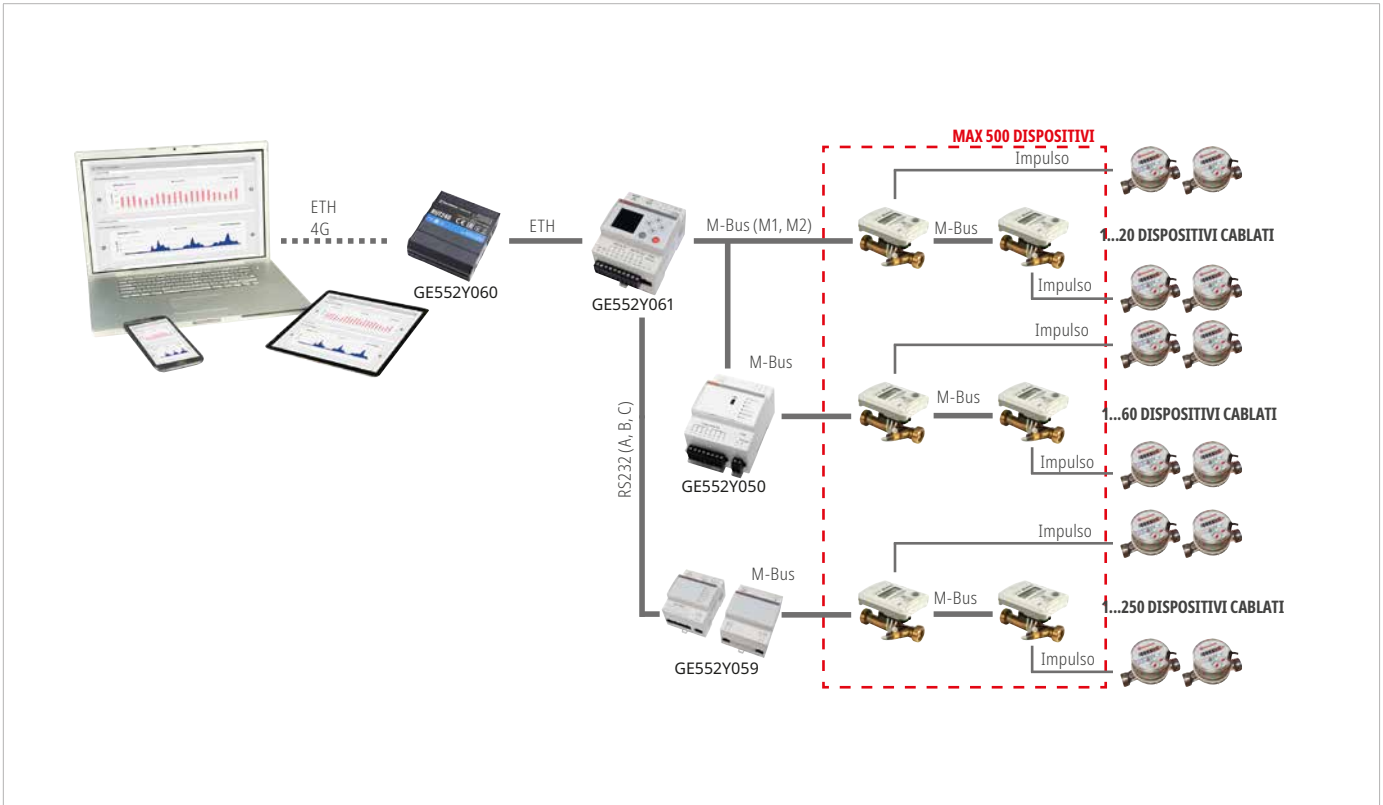 MAX 500 DISPOSITIVI
Impulso
ETH
4G
ETH
M-Bus (M1, M2)
M-Bus
1...20 DISPOSITIVI CABLATI
GE552Y060
GE552Y061
Impulso
Impulso
M-Bus
M-Bus
1...60 DISPOSITIVI CABLATI
RS232 (A, B, C)
GE552Y050
Impulso
Impulso
M-Bus
M-Bus
1...250 DISPOSITIVI CABLATI
GE552Y059
Impulso